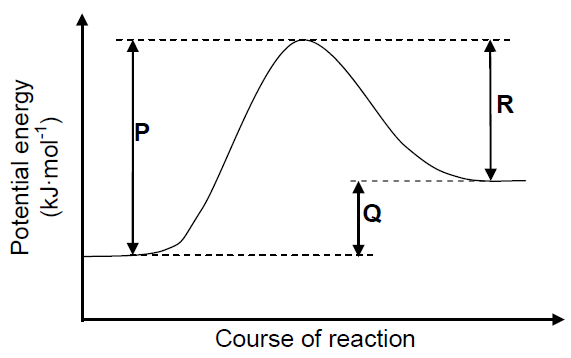 P
R
Q
Potential energy
(kJ·mol⁻¹)
Course of reaction